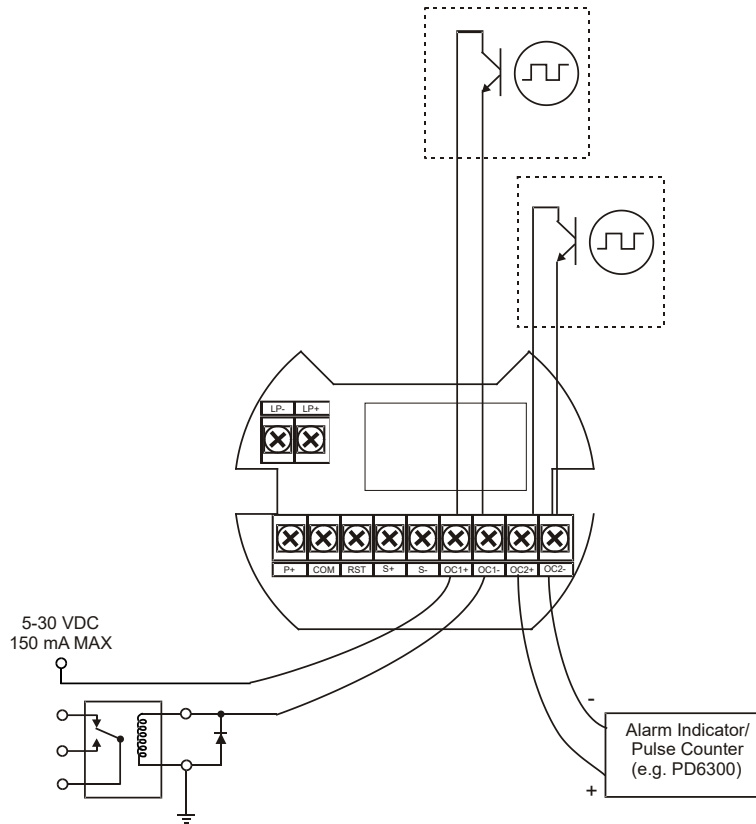 LP- LP+
P+ COM RST S+ S- OC1+ OC1- OC2+ OC2-
5-30 VDC
150 mA MAX
-
Alarm Indicator/
Pulse Counter
(e.g. PD6300)
+